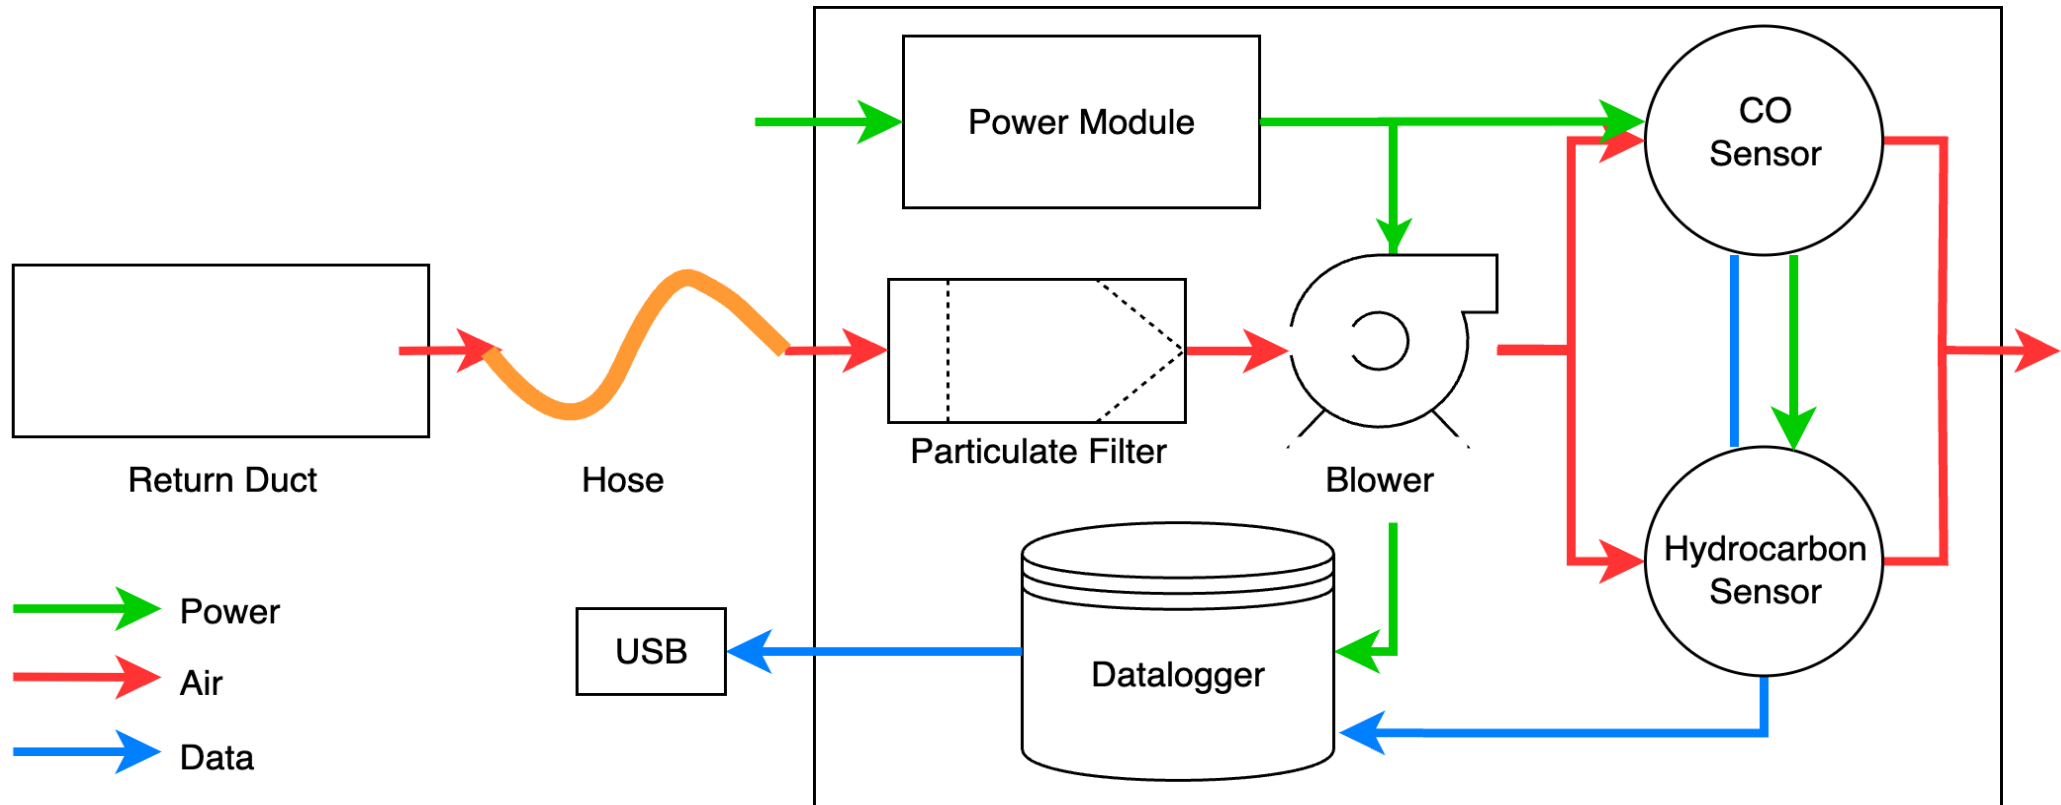 Power Module
CO
Sensor
Return Duct
Hose
Particulate Filter
Blower
Hydrocarbon
Sensor
Power
Air
Data
USB
Datalogger